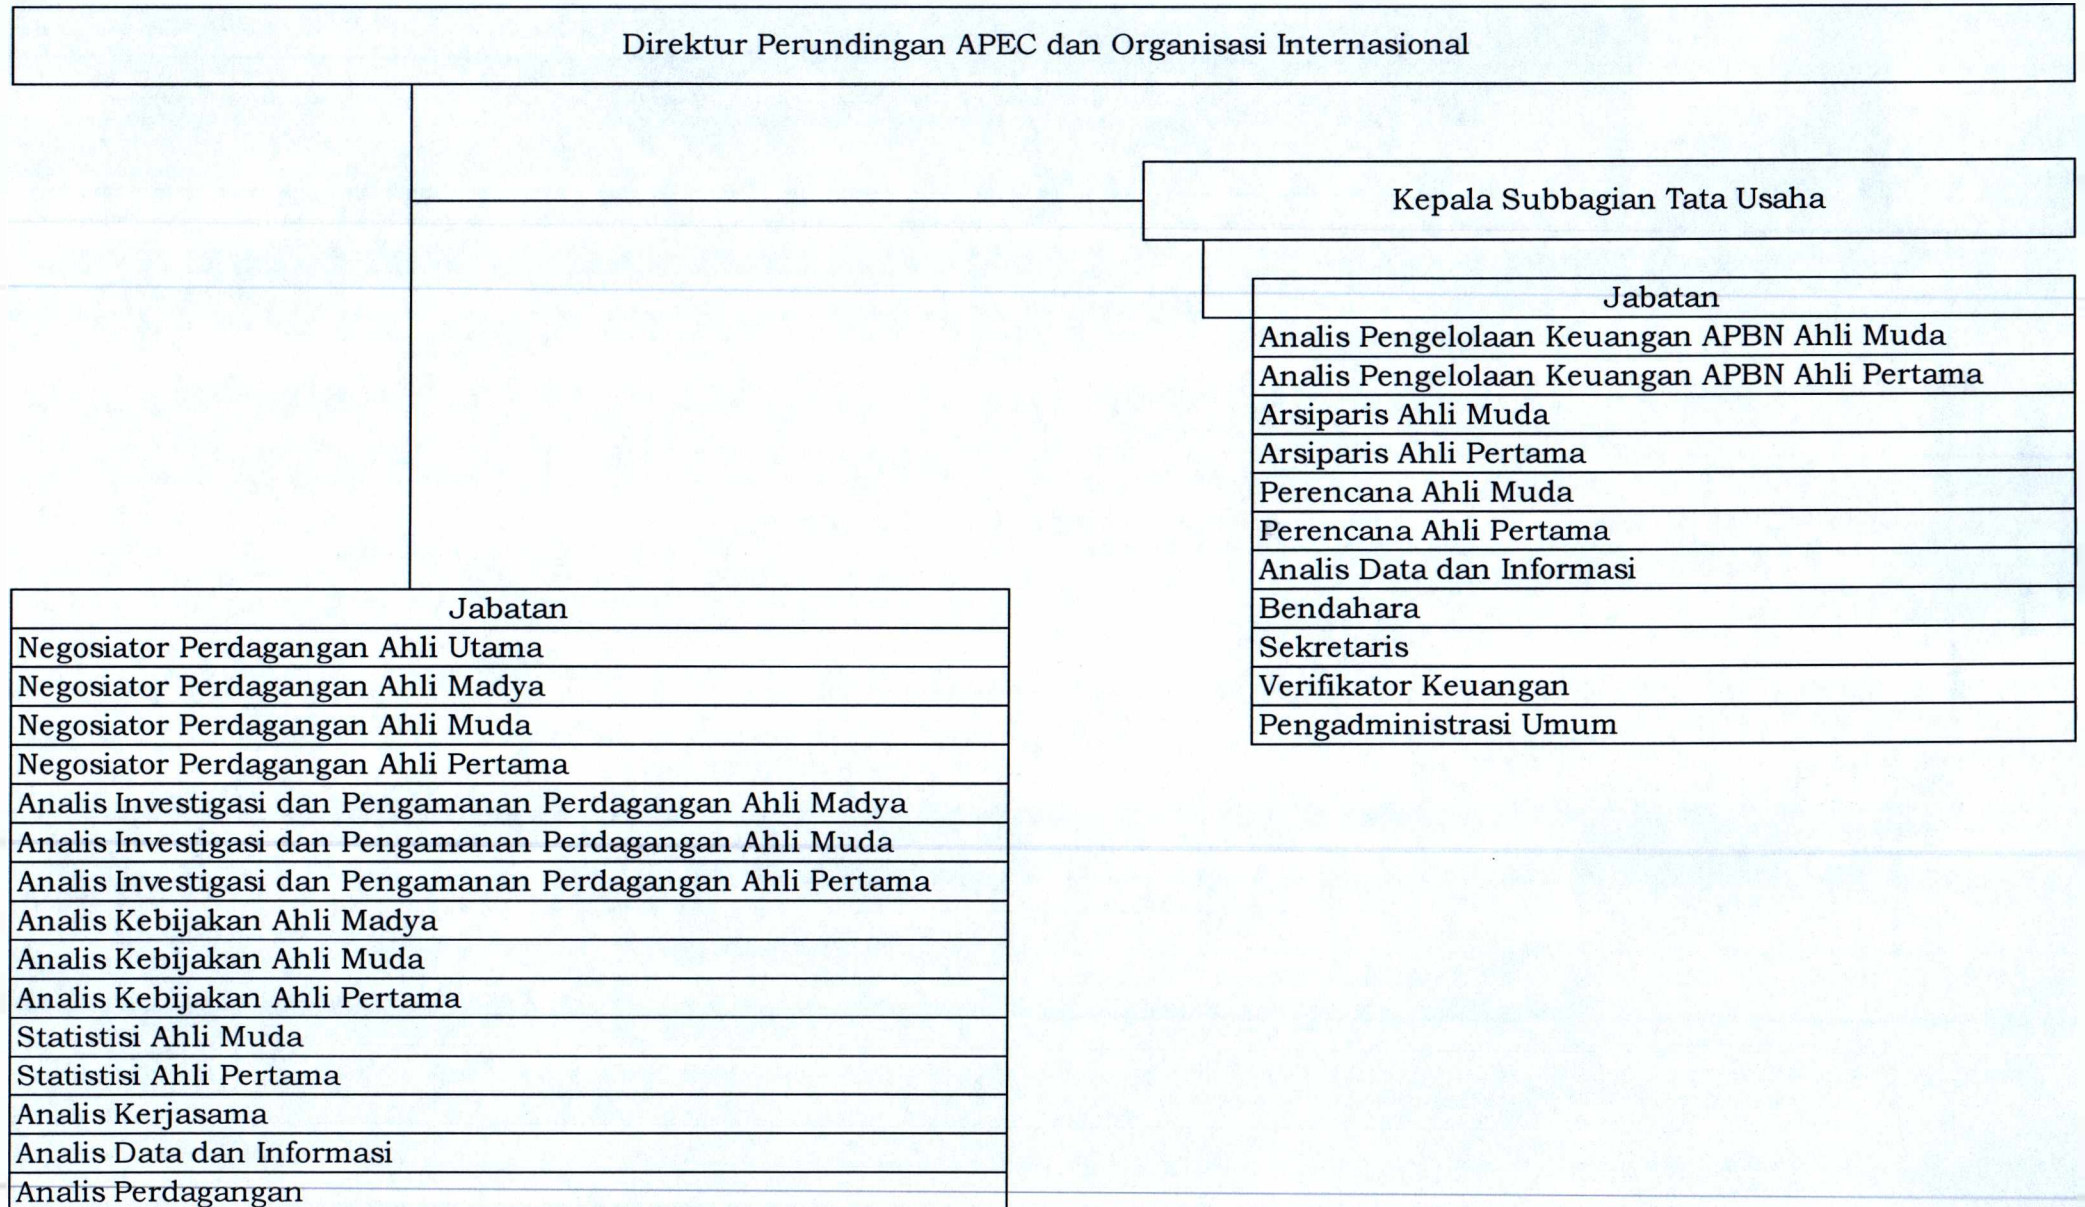 Direktur Perundingan APEC dan Organisasi Internasional
Kepala Subbagian Tata Usaha
Jabatan
Analis Pengelolaan Keuangan APBN Ahli Muda
Analis Pengelolaan Keuangan APBN Ahli Pertama
Arsiparis Ahli Muda
Arsiparis Ahli Pertama
Perencana Ahli Muda
Perencana Ahli Pertama
Analis Data dan Informasi
Bendahara
Sekretaris
Verifikator Keuangan
Pengadministrasi Umum
Jabatan
Negosiator Perdagangan Ahli Utama
Negosiator Perdagangan Ahli Madya
Negosiator Perdagangan Ahli Muda
Negosiator Perdagangan Ahli Pertama
Analis Investigasi dan Pengamanan Perdagangan Ahli Madya
Analis Investigasi dan Pengamanan Perdagangan Ahli Muda
Analis Investigasi dan Pengamanan Perdagangan Ahli Pertama
Analis Kebijakan Ahli Madya
Analis Kebijakan Ahli Muda
Analis Kebijakan Ahli Pertama
Statistisi Ahli Muda
Statistisi Ahli Pertama
Analis Kerjasama
Analis Data dan Informasi
Analis Perdagangan